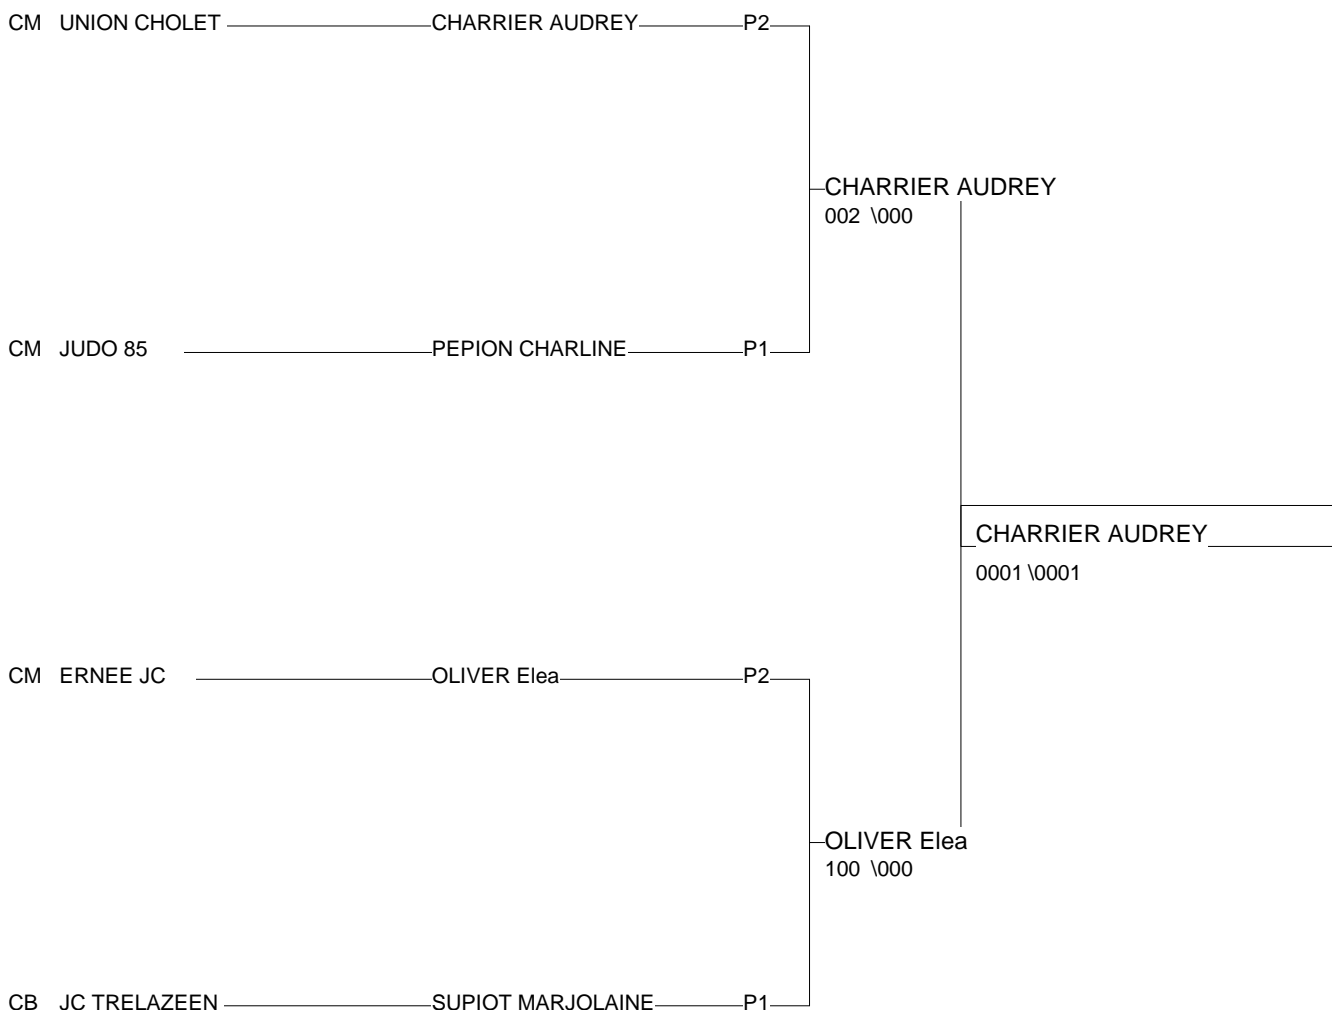 CM UNION CHOLET CHARRIER AUDREY P2
CHARRIER AUDREY
002 \000
CM JUDO 85 PEPION CHARLINE P1
CHARRIER AUDREY
0001 \0001
CM ERNEE JC OLIVER Elea P2
OLIVER Elea
100 \000
CB JC TRELAZEEN SUPIOT MARJOLAINE P1